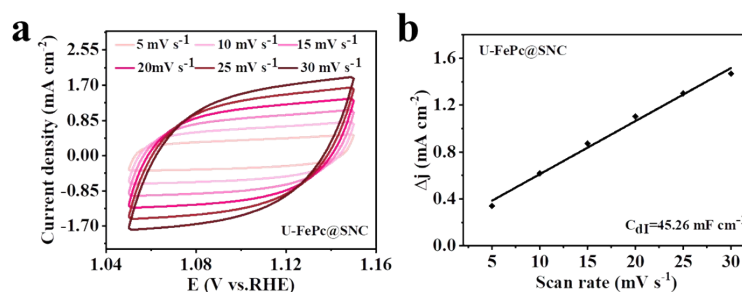 a
Current density (mA cm⁻²)
2.55
1.70
0.85
0.00
-0.85
-1.70
5 mV s⁻¹ 10 mV s⁻¹ 15 mV s⁻¹
20mV s⁻¹ 25 mV s⁻¹ 30 mV s⁻¹
U-FePc@SNC
1.04 1.08 1.12 1.16
E (V vs.RHE)
b
Δj (mA cm⁻²)
1.6
1.2
0.8
0.4
0.0
U-FePc@SNC
C_dl=45.26 mF cm⁻²
5 10 15 20 25 30
Scan rate (mV s⁻¹)